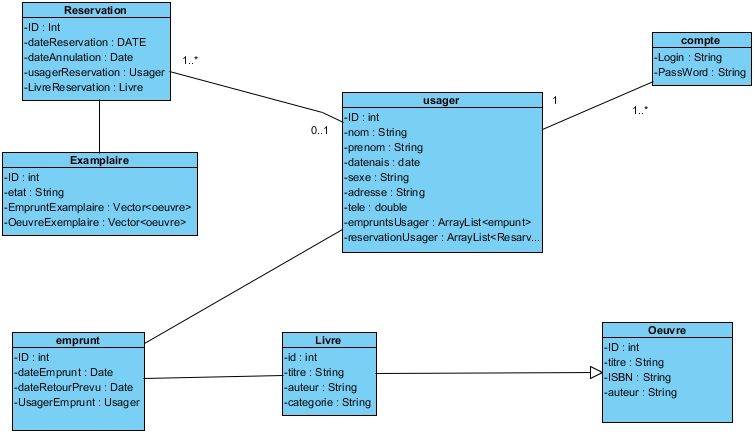 Reservation
-ID : Int
-dateReservation : DATE
-dateAnnulation : Date
-usagerReservation : Usager
-LivreReservation : Livre
1..*
0..1
Examplaire
-ID : int
-etat : String
-EmpruntExamplaire : Vector<oeuvre>
-OeuvreExemplaire : Vector<oeuvre>
usager
-ID : int
-nom : String
-prenom : String
-datenais : date
-sexe : String
-adresse : String
-tele : double
-empruntsUsager : ArrayList<empunt>
-reservationUsager : ArrayList<Resarv...
1
1..*
compte
-Login : String
-PassWord : String
emprunt
-ID : int
-dateEmprunt : Date
-dateRetourPrevu : Date
-UsagerEmprunt : Usager
Livre
-id : int
-titre : String
-auteur : String
-categorie : String
Oeuvre
-ID : int
-titre : String
-ISBN : String
-auteur : String